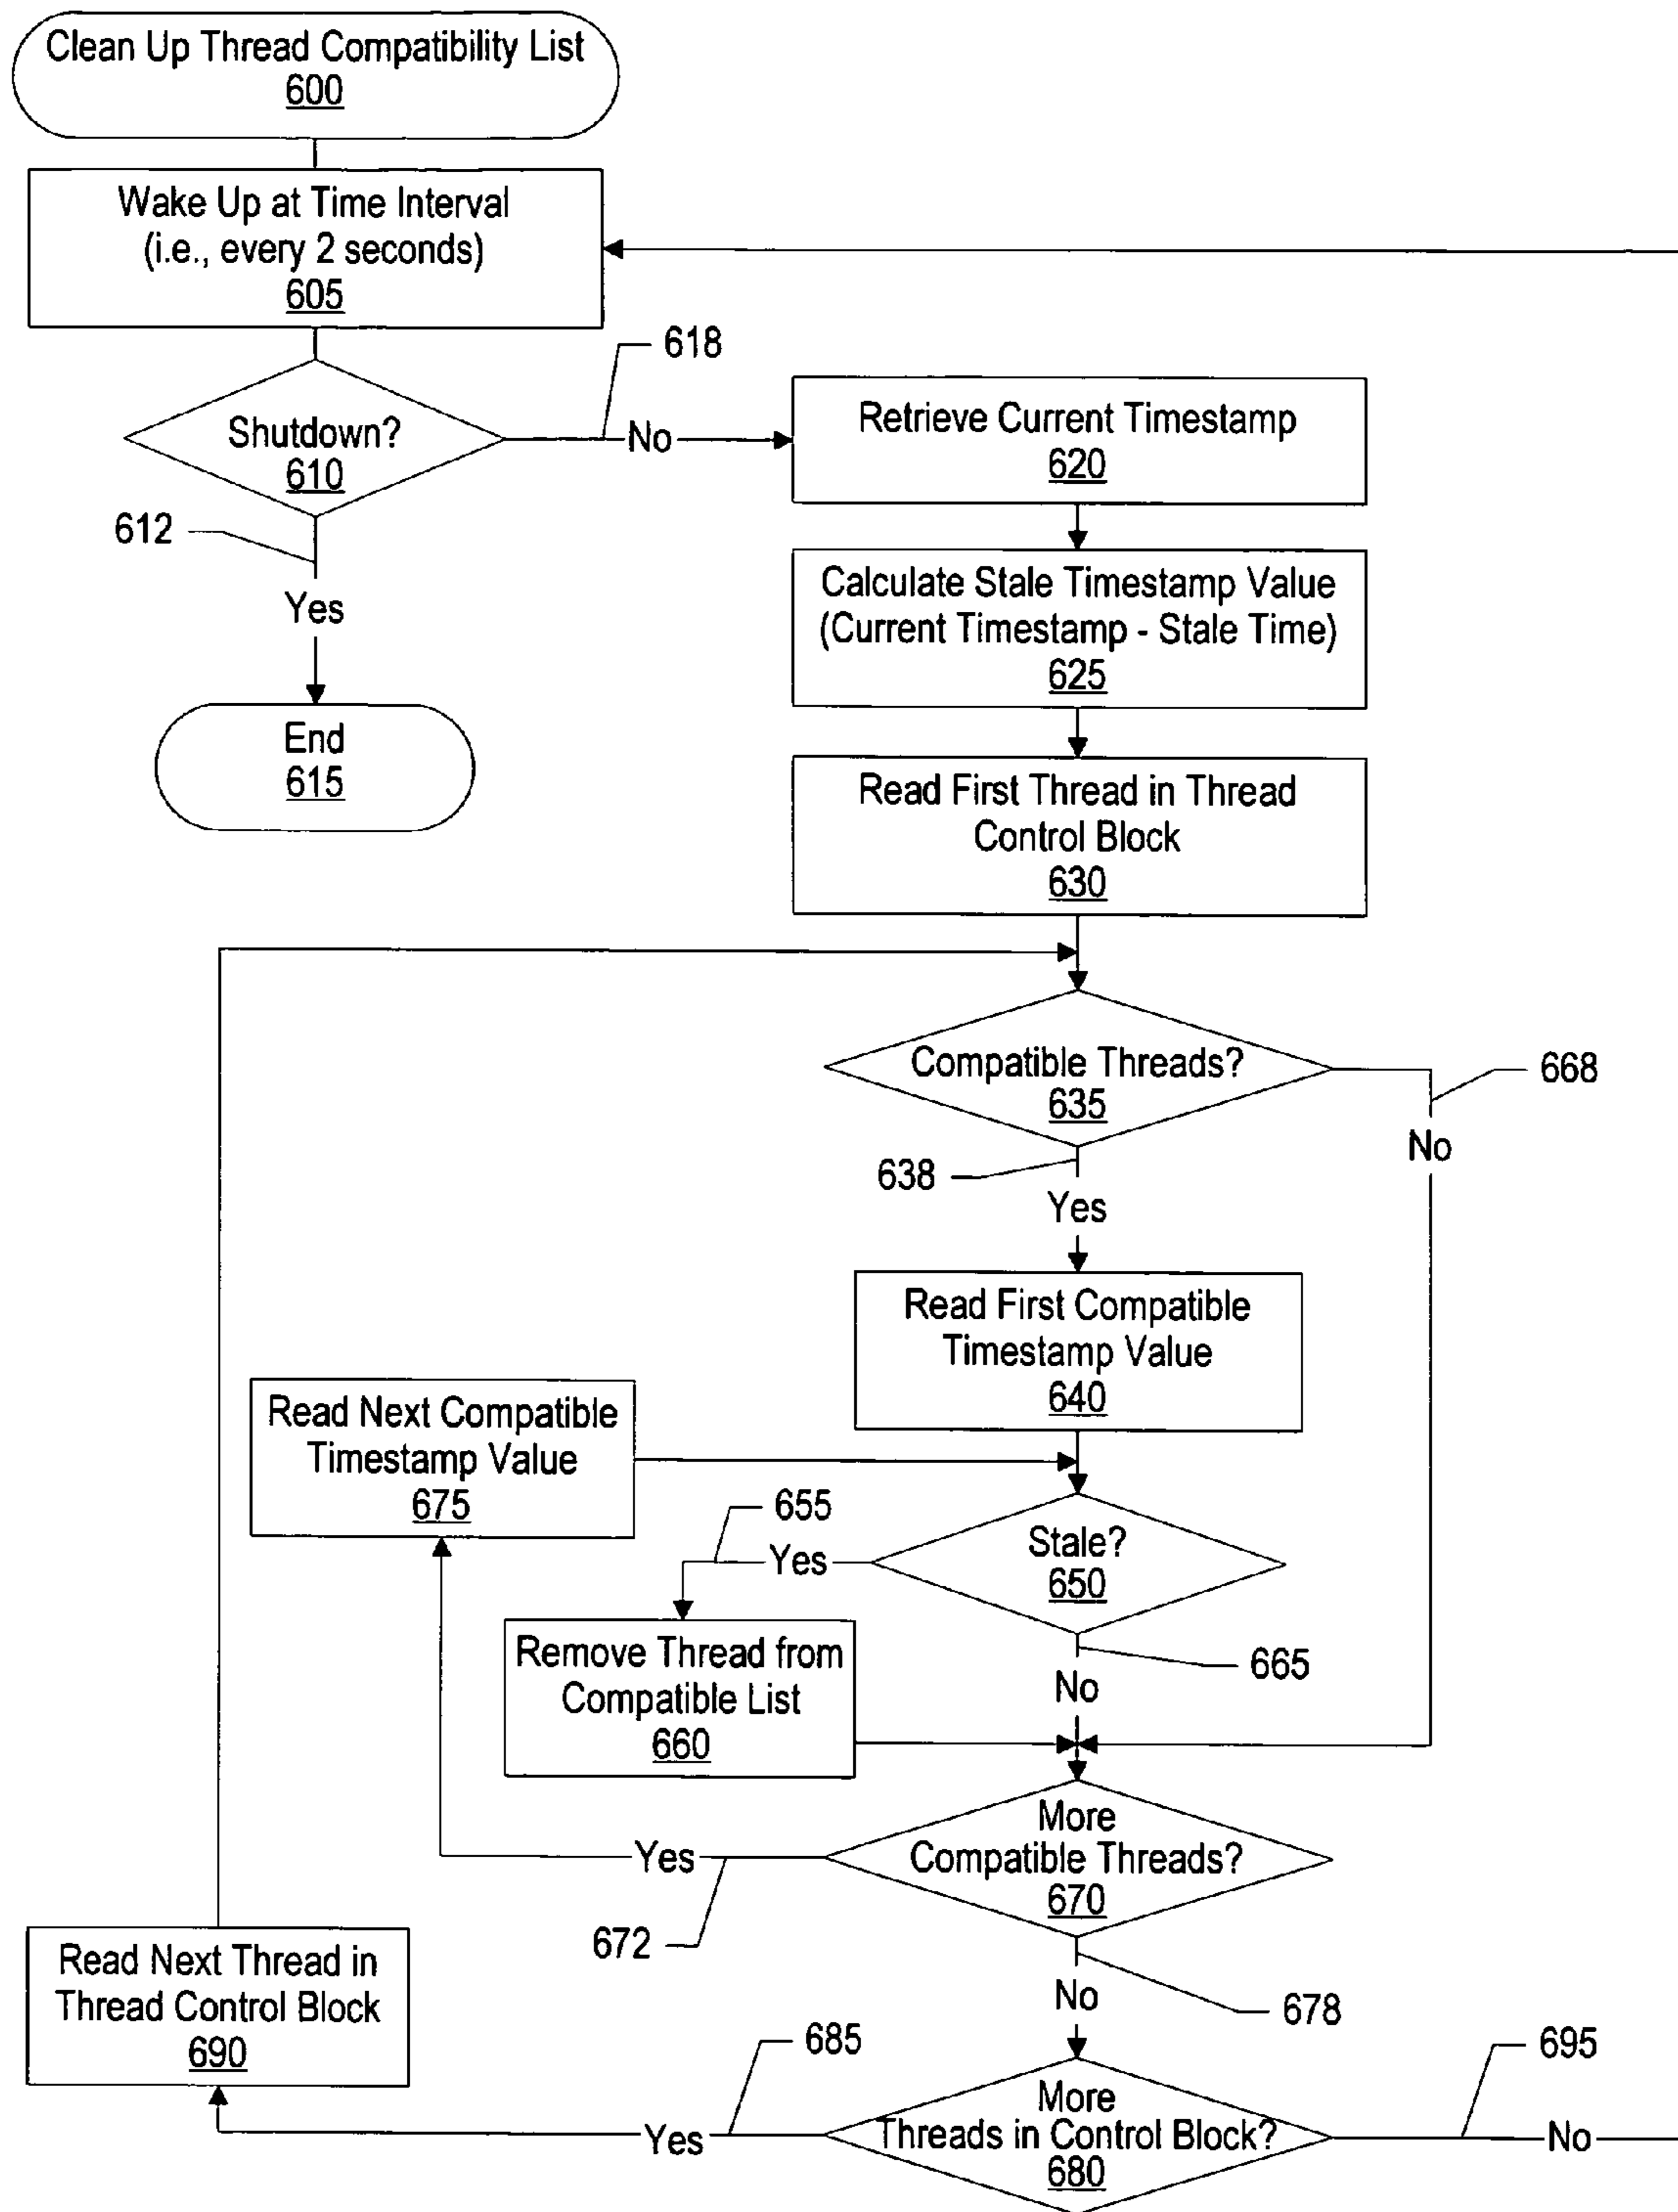 Clean Up Thread Compatibility List
600
Wake Up at Time Interval
(i.e., every 2 seconds)
605
618
Shutdown?
610
No
Retrieve Current Timestamp
620
612
Yes
Calculate Stale Timestamp Value
(Current Timestamp - Stale Time)
625
End
615
Read First Thread in Thread
Control Block
630
Compatible Threads?
635
668
No
638
Yes
Read First Compatible
Timestamp Value
640
Read Next Compatible
Timestamp Value
675
655
Yes
Stale?
650
Remove Thread from
Compatible List
660
665
No
More
Compatible Threads?
670
Yes
672
678
No
Read Next Thread in
Thread Control Block
690
685
695
More
Threads in Control Block?
680
Yes
No